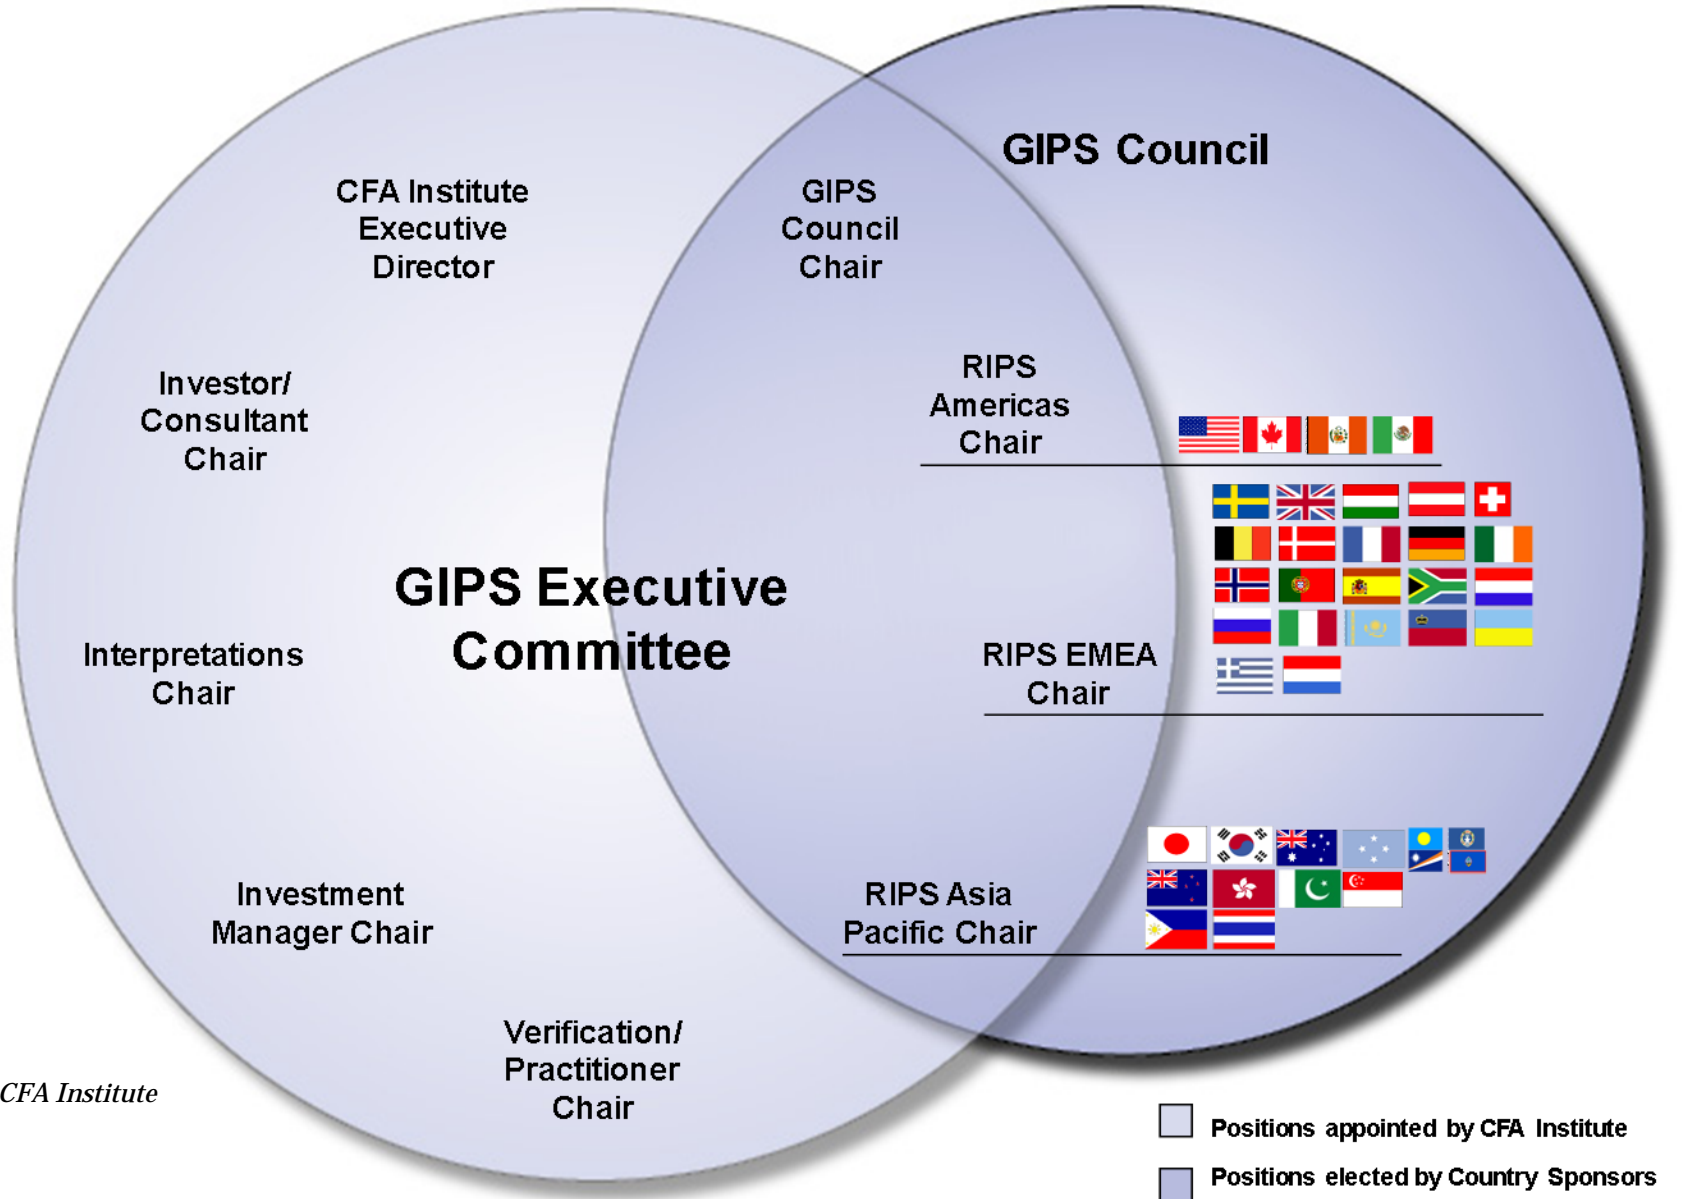 GIPS Council
CFA Institute
Executive
Director
GIPS
Council
Chair
Investor/
Consultant
Chair
RIPS
Americas
Chair
GIPS Executive
Committee
Interpretations
Chair
RIPS EMEA
Chair
Investment
Manager Chair
RIPS Asia
Pacific Chair
Verification/
Practitioner
Chair
CFA Institute
Positions appointed by CFA Institute
Positions elected by Country Sponsors